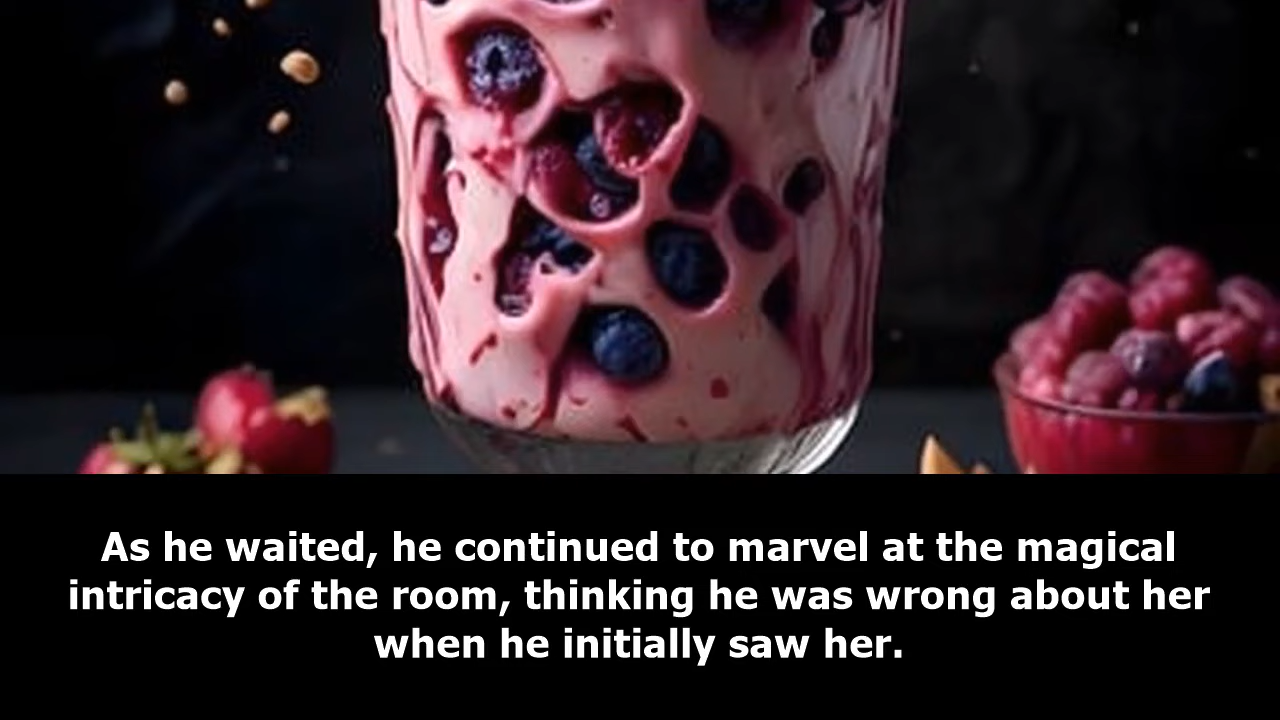 As he waited, he continued to marvel at the magical
intricacy of the room, thinking he was wrong about her
when he initially saw her.